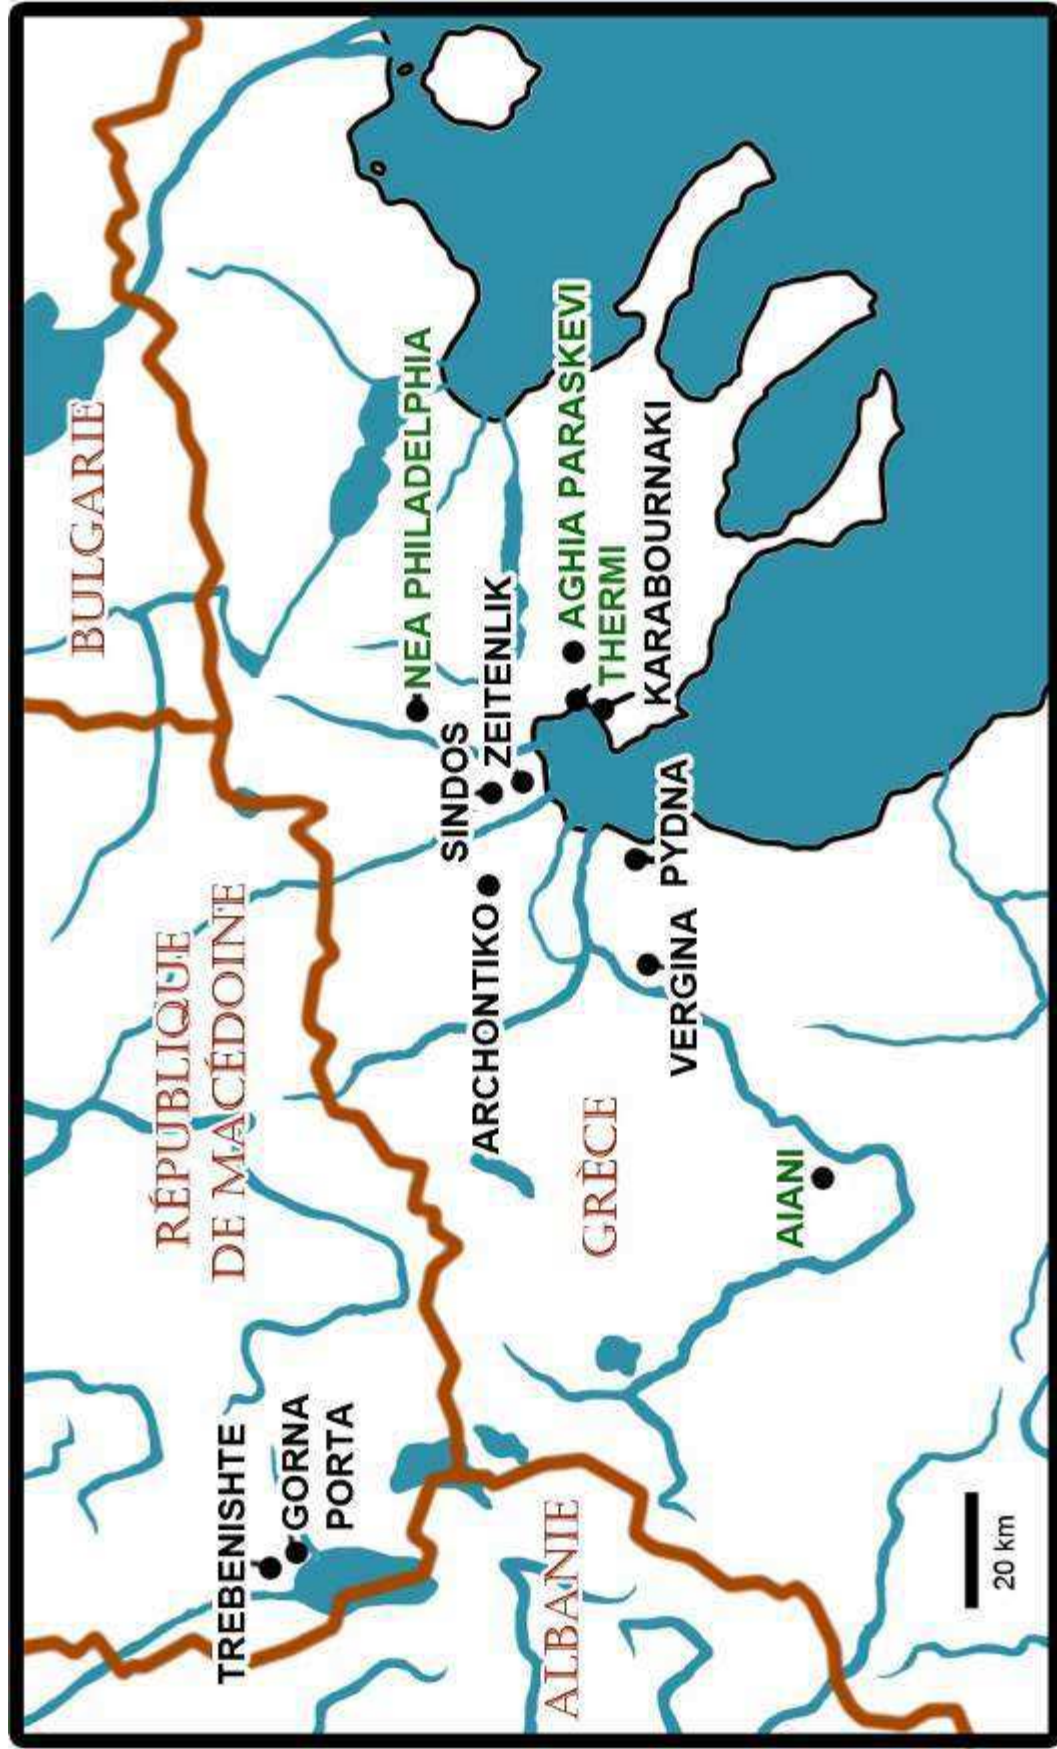 BULGARIE
RÉPUBLIQUE
DE MACÉDOINE
TREBENISHTE
GORNA
PORTA
NEA PHILADELPHIA
SINDOS
ZEITENLIK
ARCHONTIKO
AGHIA PARASKEVI
THERMI
KARABOURNAKI
PYDNA
VERGINA
GRÈCE
AIANI
ALBANIE
20 km